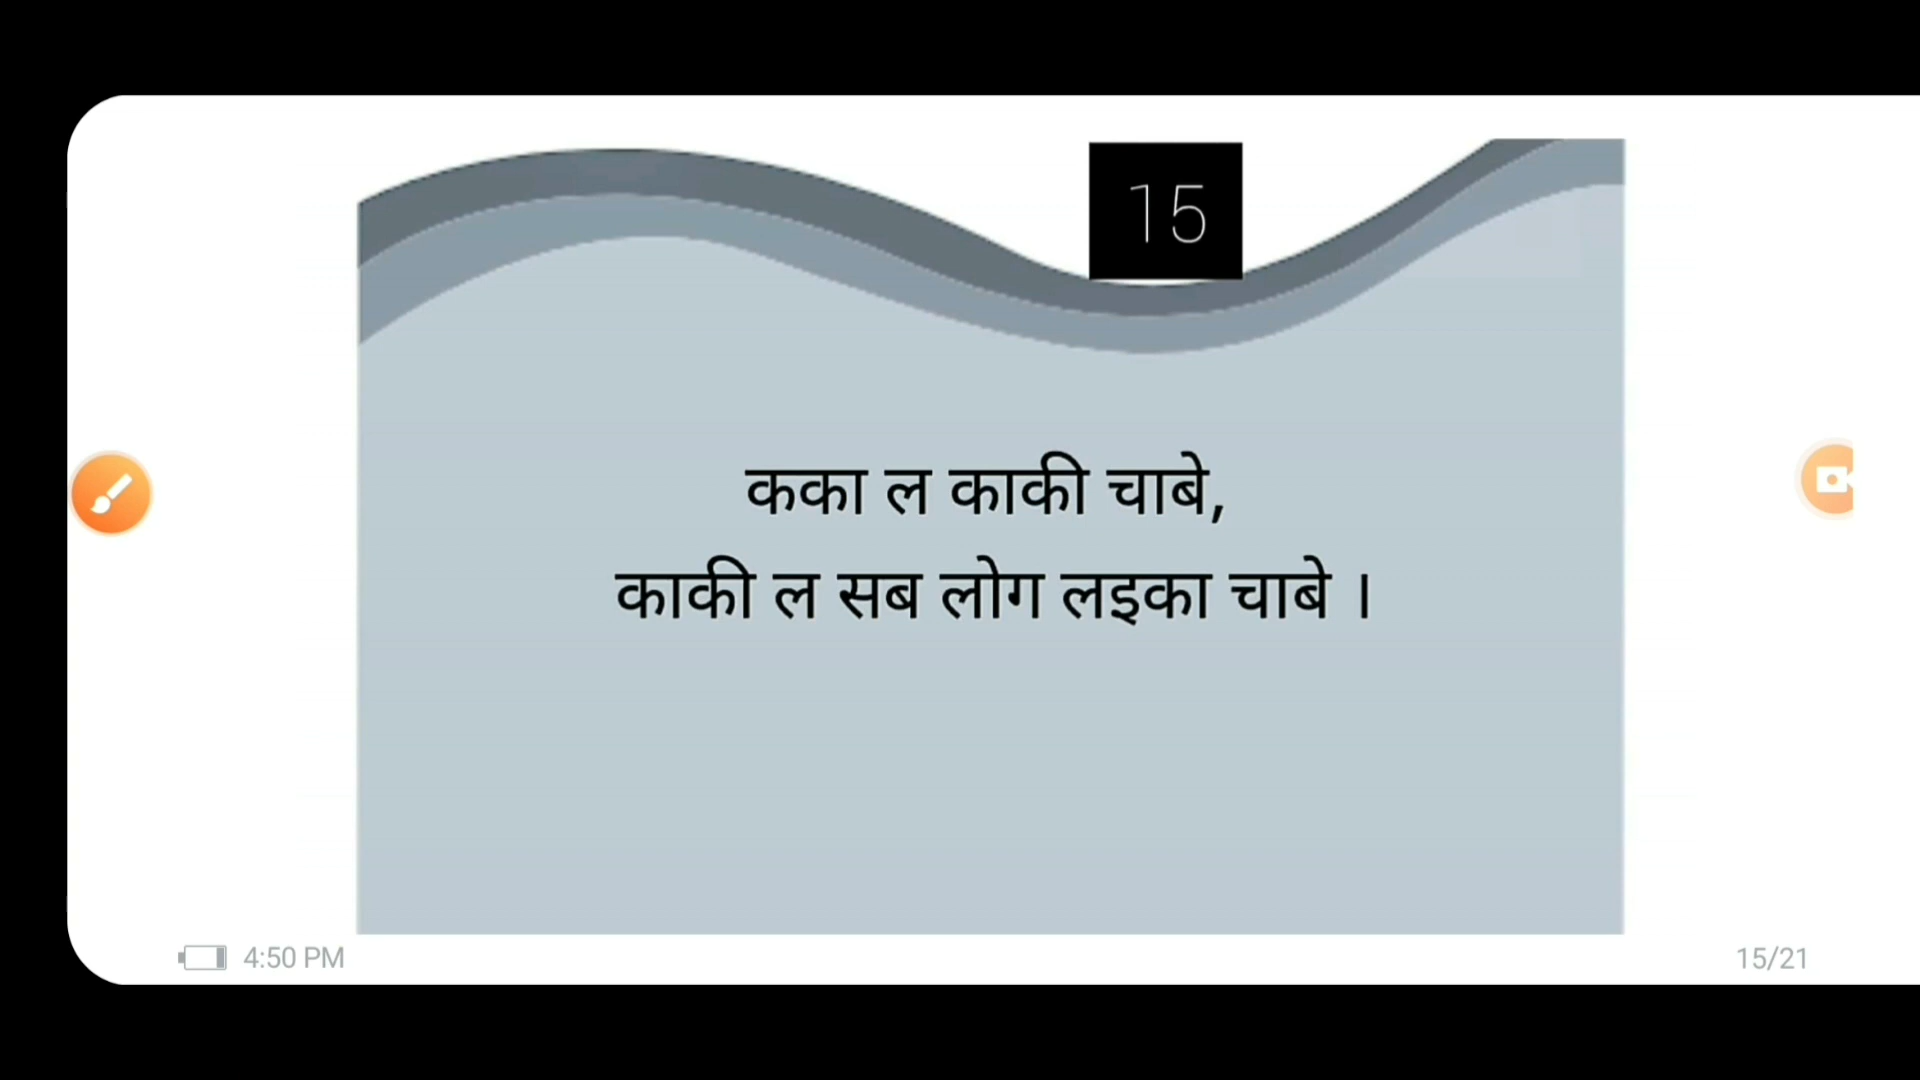 15
कका ल काकी चाबे,
काकी ल सब लोग लइका चाबे ।
4:50 PM
15/21